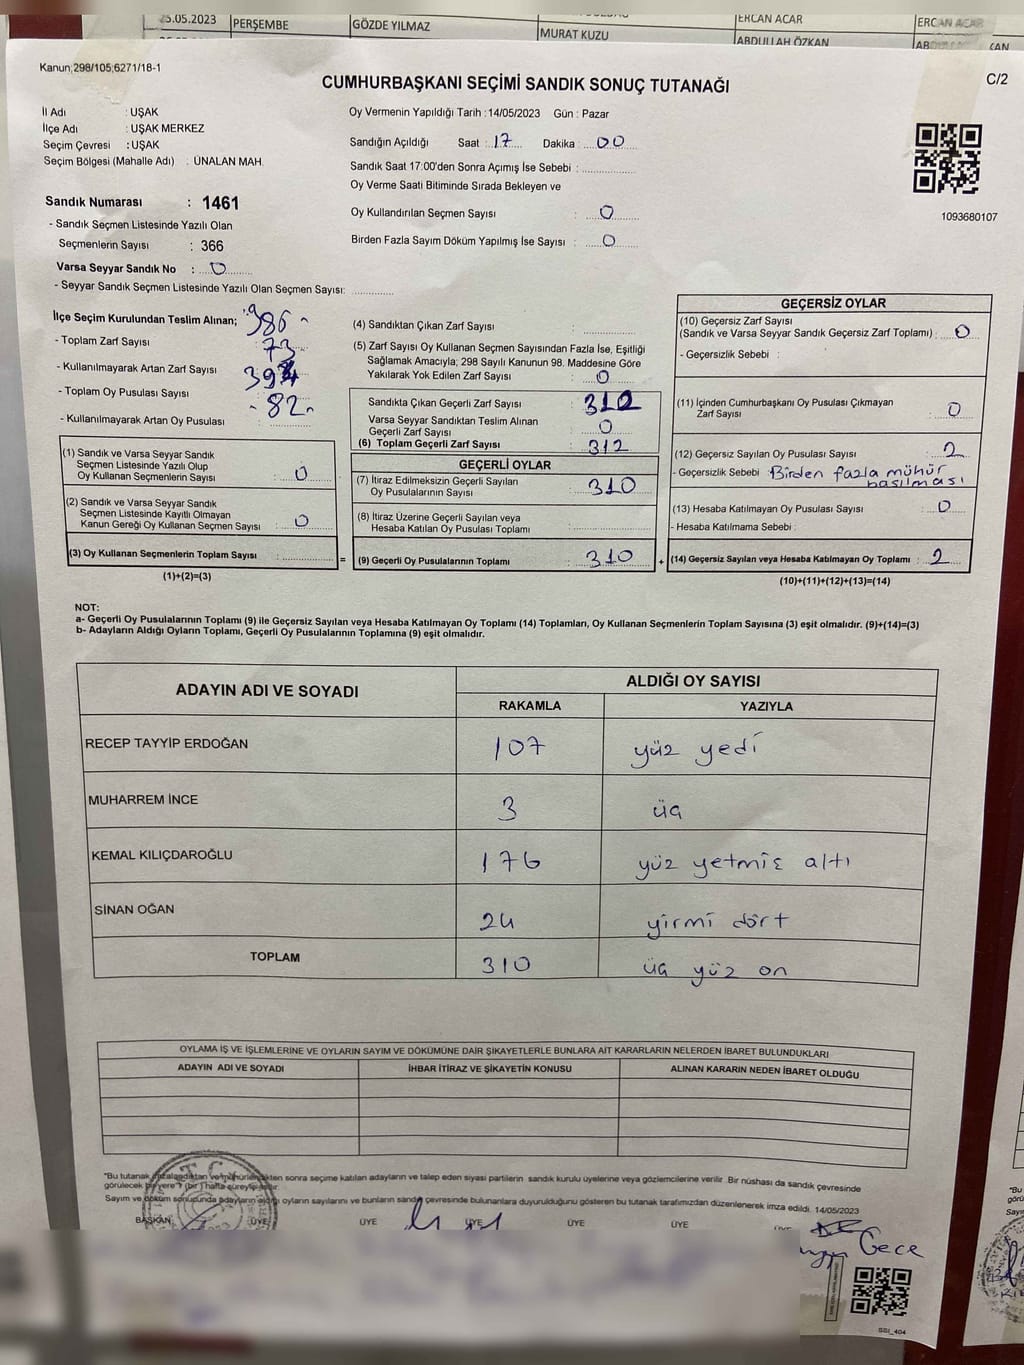 25.05.2023 PERŞEMBE GÖZDE YILMAZ MURAT KUZU ERCAN ACAR ERCAN ACAR
ABDULLAH ÖZKAN
Kanun;298/105;6271/18-1
CUMHURBAŞKANI SEÇİMİ SANDIK SONUÇ TUTANAĞI
C/2
İl Adı : UŞAK
İlçe Adı : UŞAK MERKEZ
Seçim Çevresi : UŞAK
Seçim Bölgesi (Mahalle Adı) : ÜNALAN MAH.
Sandık Numarası : 1461
- Sandık Seçmen Listesinde Yazılı Olan
Seçmenlerin Sayısı : 366
Varsa Seyyar Sandık No : 0
- Seyyar Sandık Seçmen Listesinde Yazılı Olan Seçmen Sayısı:
Oy Vermenin Yapıldığı Tarih : 14/05/2023 Gün : Pazar
Sandığın Açıldığı Saat : 17 Dakika : 00
Sandık Saat 17:00'den Sonra Açımış İse Sebebi :
Oy Verme Saati Bitiminde Sırada Bekleyen ve
Oy Kullandırılan Seçmen Sayısı : 0
Birden Fazla Sayım Döküm Yapılmış İse Sayısı : 0
1093680107
İlçe Seçim Kurulundan Teslim Alınan;
- Toplam Zarf Sayısı
- Kullanılmayarak Artan Zarf Sayısı 73
- Toplam Oy Pusulası Sayısı
- Kullanılmayarak Artan Oy Pusulası - 82 -
(1) Sandık ve Varsa Seyyar Sandık
Seçmen Listesinde Yazılı Olup
Oy Kullanan Seçmenlerin Sayısı : 0
(2) Sandık ve Varsa Seyyar Sandık
Seçmen Listesinde Kayıtlı Olmayan
Kanun Gereği Oy Kullanan Seçmen Sayısı : 0
(3) Oy Kullanan Seçmenlerin Toplam Sayısı : =
(1)+(2)=(3)
(4) Sandıktan Çıkan Zarf Sayısı :
(5) Zarf Sayısı Oy Kullanan Seçmen Sayısından Fazla İse, Eşitliği
Sağlamak Amacıyla; 298 Sayılı Kanunun 98. Maddesine Göre
Yakılarak Yok Edilen Zarf Sayısı : 0
Sandıkta Çıkan Geçerli Zarf Sayısı : 312
Varsa Seyyar Sandıktan Teslim Alınan
Geçerli Zarf Sayısı : 0
(6) Toplam Geçerli Zarf Sayısı : 312
GEÇERLİ OYLAR
(7) İtiraz Edilmeksizin Geçerli Sayılan
Oy Pusulalarının Sayısı : 310
(8) İtiraz Üzerine Geçerli Sayılan veya
Hesaba Katılan Oy Pusulası Toplamı :
(9) Geçerli Oy Pusulalarının Toplamı : 310 +
GEÇERSİZ OYLAR
(10) Geçersiz Zarf Sayısı
(Sandık ve Varsa Seyyar Sandık Geçersiz Zarf Toplamı) : 0
- Geçersizlik Sebebi :
(11) İçinden Cumhurbaşkanı Oy Pusulası Çıkmayan
Zarf Sayısı : 0
(12) Geçersiz Sayılan Oy Pusulası Sayısı : 2
- Geçersizlik Sebebi : Birden fazla mühür
basılması
(13) Hesaba Katılmayan Oy Pusulası Sayısı : 0
- Hesaba Katılmama Sebebi :
(14) Geçersiz Sayılan veya Hesaba Katılmayan Oy Toplamı : 2
(10)+(11)+(12)+(13)=(14)
NOT:
a- Geçerli Oy Pusulalarının Toplamı (9) ile Geçersiz Sayılan veya Hesaba Katılmayan Oy Toplamı (14) Toplamları, Oy Kullanan Seçmenlerin Toplam Sayısına (3) eşit olmalıdır. (9)+(14)=(3)
b- Adayların Aldığı Oyların Toplamı, Geçerli Oy Pusulalarının Toplamına (9) eşit olmalıdır.
ADAYIN ADI VE SOYADI ALDIĞI OY SAYISI
RAKAMLA YAZIYLA
RECEP TAYYİP ERDOĞAN 107 yüz yedi
MUHARREM İNCE 3 üç
KEMAL KILIÇDAROĞLU 176 yüz yetmiş altı
SİNAN OĞAN 24 yirmi dört
TOPLAM 310 üç yüz on
OYLAMA İŞ VE İŞLEMLERİNE VE OYLARIN SAYIM VE DÖKÜMÜNE DAİR ŞİKAYETLERLE BUNLARA AİT KARARLARIN NELERDEN İBARET BULUNDUKLARI
ADAYIN ADI VE SOYADI İHBAR İTİRAZ VE ŞİKAYETİN KONUSU ALINAN KARARIN NEDEN İBARET OLDUĞU
"Bu tutanak imzalandıktan ve mühürlendikten sonra seçime katılan adayların ve talep eden siyasi partilerin sandık kurulu üyelerine veya gözlemcilerine verilir. Bir nüshası da sandık çevresinde
görülecek bir yere 1 (bir) hafta süreyle asılır.
Sayım ve döküm sonucunda adayların aldığı oyların sayılarını ve bunların sandık çevresinde bulunanlara duyurulduğunu gösteren bu tutanak tarafımızdan düzenlenerek imza edildi. 14/05/2023
BAŞKAN ÜYE ÜYE ÜYE ÜYE ÜYE ÜYE
Gece
SSI_404